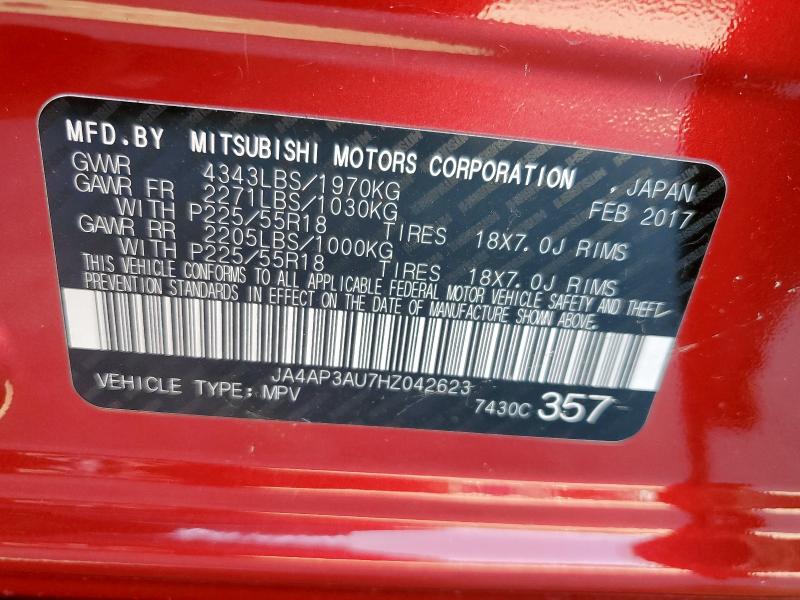 MFD.BY MITSUBISHI MOTORS CORPORATION , JAPAN
GVWR 4343LBS/1970KG FEB 2017
GAWR FR 2271LBS/1030KG
WITH P225/55R18 TIRES 18X7.0J RIMS
GAWR RR 2205LBS/1000KG
WITH P225/55R18 TIRES 18X7.0J RIMS
THIS VEHICLE CONFORMS TO ALL APPLICABLE FEDERAL MOTOR VEHICLE SAFETY AND THEFT
PREVENTION STANDARDS IN EFFECT ON THE DATE OF MANUFACTURE SHOWN ABOVE.
JA4AP3AU7HZ042623
VEHICLE TYPE: MPV 7430C 357